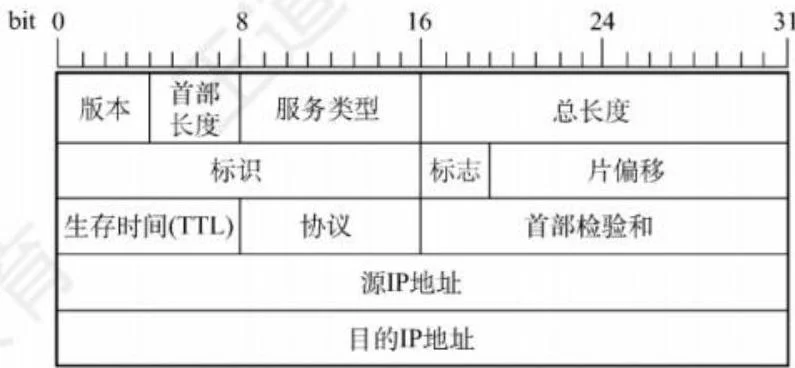 bit 0 8 16 24 31
版本 首部长度 服务类型 总长度
标识 标志 片偏移
生存时间(TTL) 协议 首部检验和
源IP地址
目的IP地址